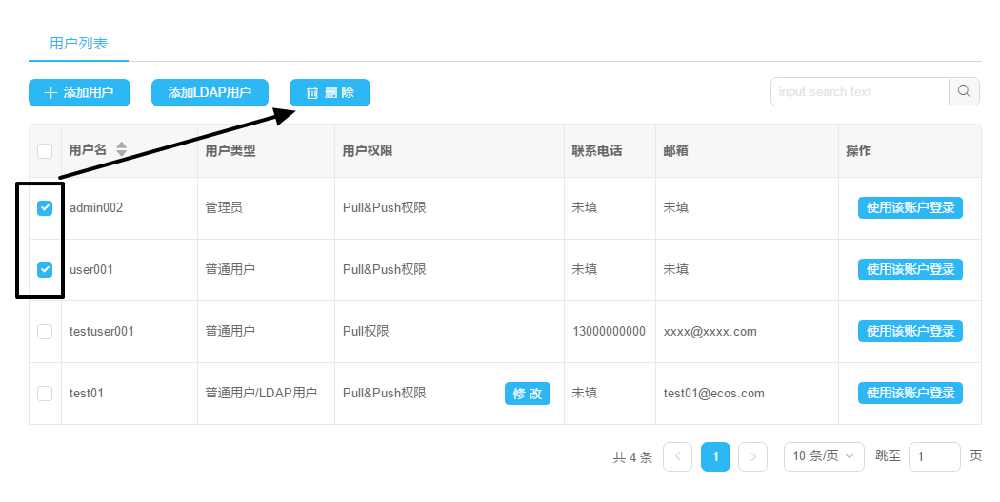 用户列表
添加用户 添加LDAP用户 删 除 input search text
用户名 用户类型 用户权限 联系电话 邮箱 操作
admin002 管理员 Pull&Push权限 未填 未填 使用该账户登录
user001 普通用户 Pull&Push权限 未填 未填 使用该账户登录
testuser001 普通用户 Pull权限 13000000000 xxxx@xxxx.com 使用该账户登录
test01 普通用户/LDAP用户 Pull&Push权限 修 改 未填 test01@ecos.com 使用该账户登录
共 4 条 1 10 条/页 跳至 1 页